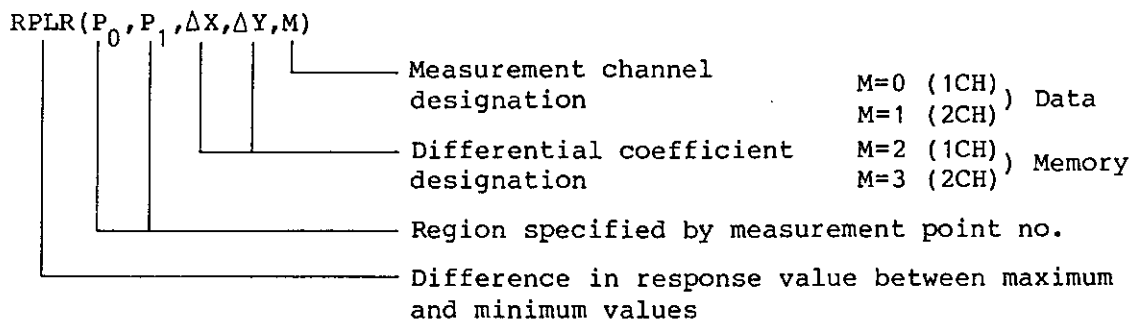 RPLR(P0,P1,ΔX,ΔY,M)
Measurement channel designation
M=0 (1CH)
M=1 (2CH) ) Data
Differential coefficient designation
M=2 (1CH)
M=3 (2CH) ) Memory
Region specified by measurement point no.
Difference in response value between maximum
and minimum values